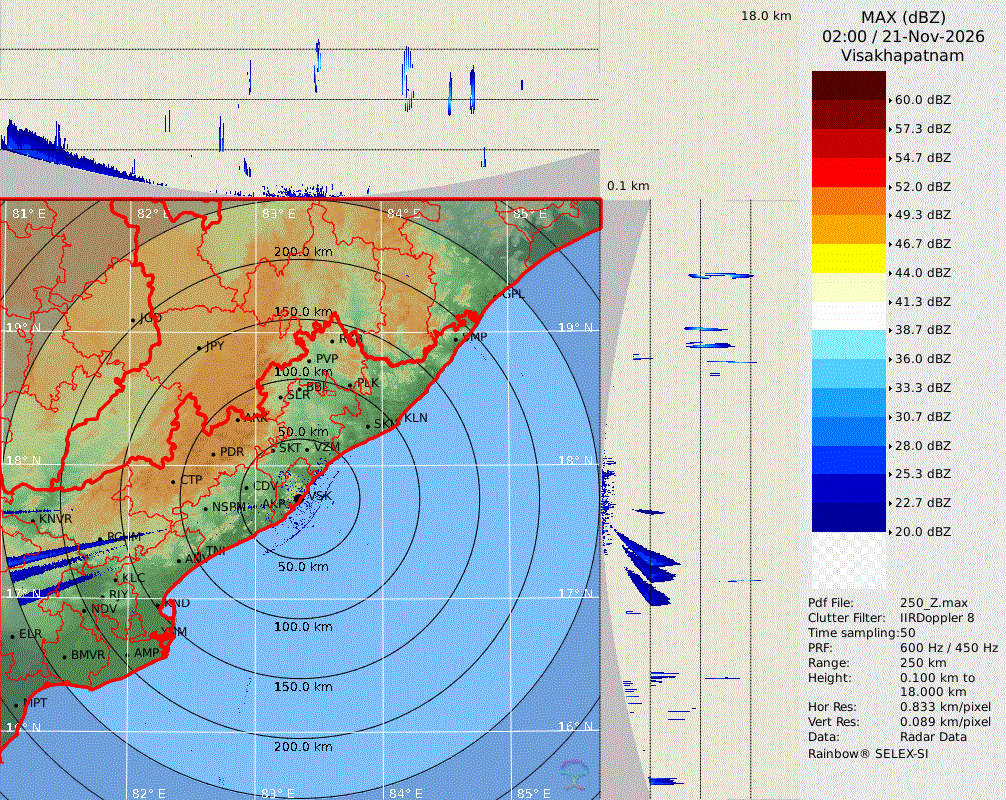 18.0 km
0.1 km
MAX (dBZ)
02:00 / 21-Nov-2026
Visakhapatnam
60.0 dBZ
57.3 dBZ
54.7 dBZ
52.0 dBZ
49.3 dBZ
46.7 dBZ
44.0 dBZ
41.3 dBZ
38.7 dBZ
36.0 dBZ
33.3 dBZ
30.7 dBZ
28.0 dBZ
25.3 dBZ
22.7 dBZ
20.0 dBZ
81° E
82° E
83° E
84° E
85° E
200.0 km
GPL
150.0 km
JGD
19° N
19° N
JPY
PVP
100.0 km
BBL
PLK
SLR
KLN
50.0 km
SKT
VZM
PDR
18° N
18° N
CTP
CDV
VSK
NSPM
AKP
KNVR
TNI
50.0 km
KLC
RJY
17° N
17° N
NDV
KND
100.0 km
ELR
BMVR
AMP
150.0 km
MPT
16° N
16° N
200.0 km
82° E
83° E
84° E
85° E
Pdf File: 250_Z.max
Clutter Filter: IIRDoppler 8
Time sampling:50
PRF: 600 Hz / 450 Hz
Range: 250 km
Height: 0.100 km to
18.000 km
Hor Res: 0.833 km/pixel
Vert Res: 0.089 km/pixel
Data: Radar Data
Rainbow® SELEX-SI